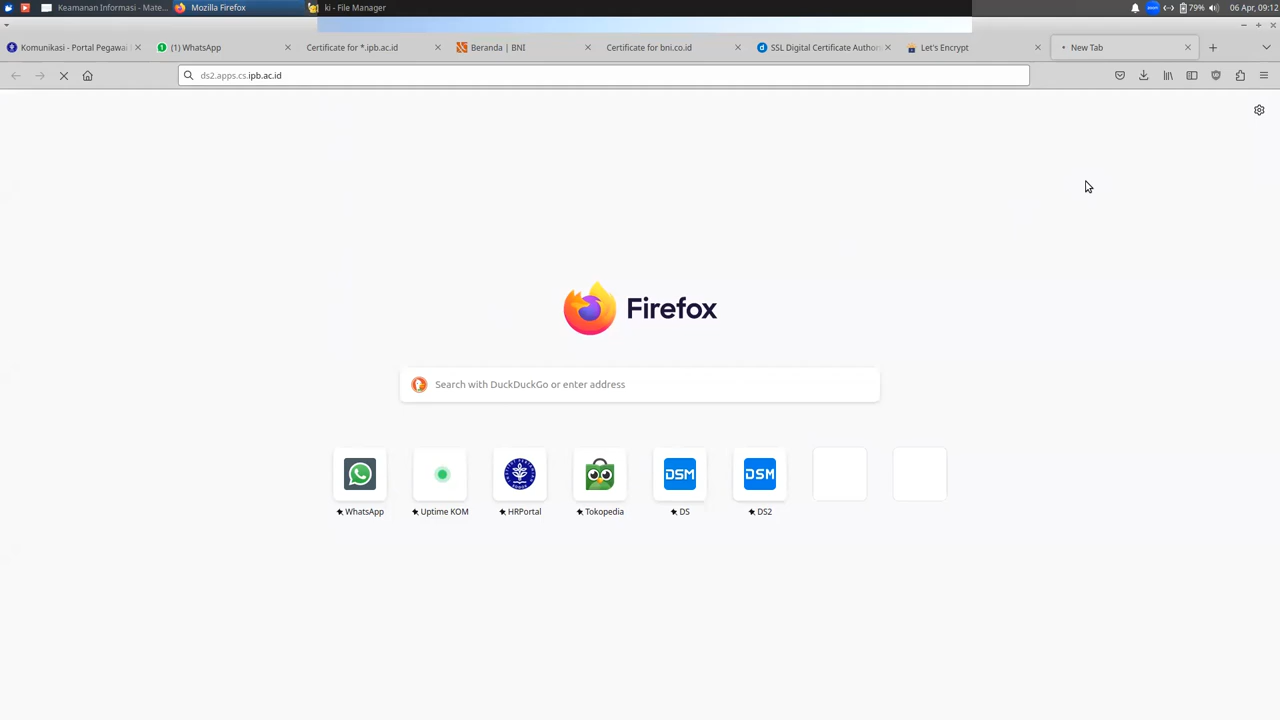 Keamanan Informasi - Mate...
Mozilla Firefox
ki - File Manager
79%
06 Apr, 09:12
Komunikasi - Portal Pegawai
(1) WhatsApp
Certificate for *.ipb.ac.id
Beranda | BNI
Certificate for bni.co.id
SSL Digital Certificate Author
Let's Encrypt
New Tab
ds2.apps.cs.ipb.ac.id
Firefox
Search with DuckDuckGo or enter address
DSM
DSM
WhatsApp
Uptime KOM
HRPortal
Tokopedia
DS
DS2